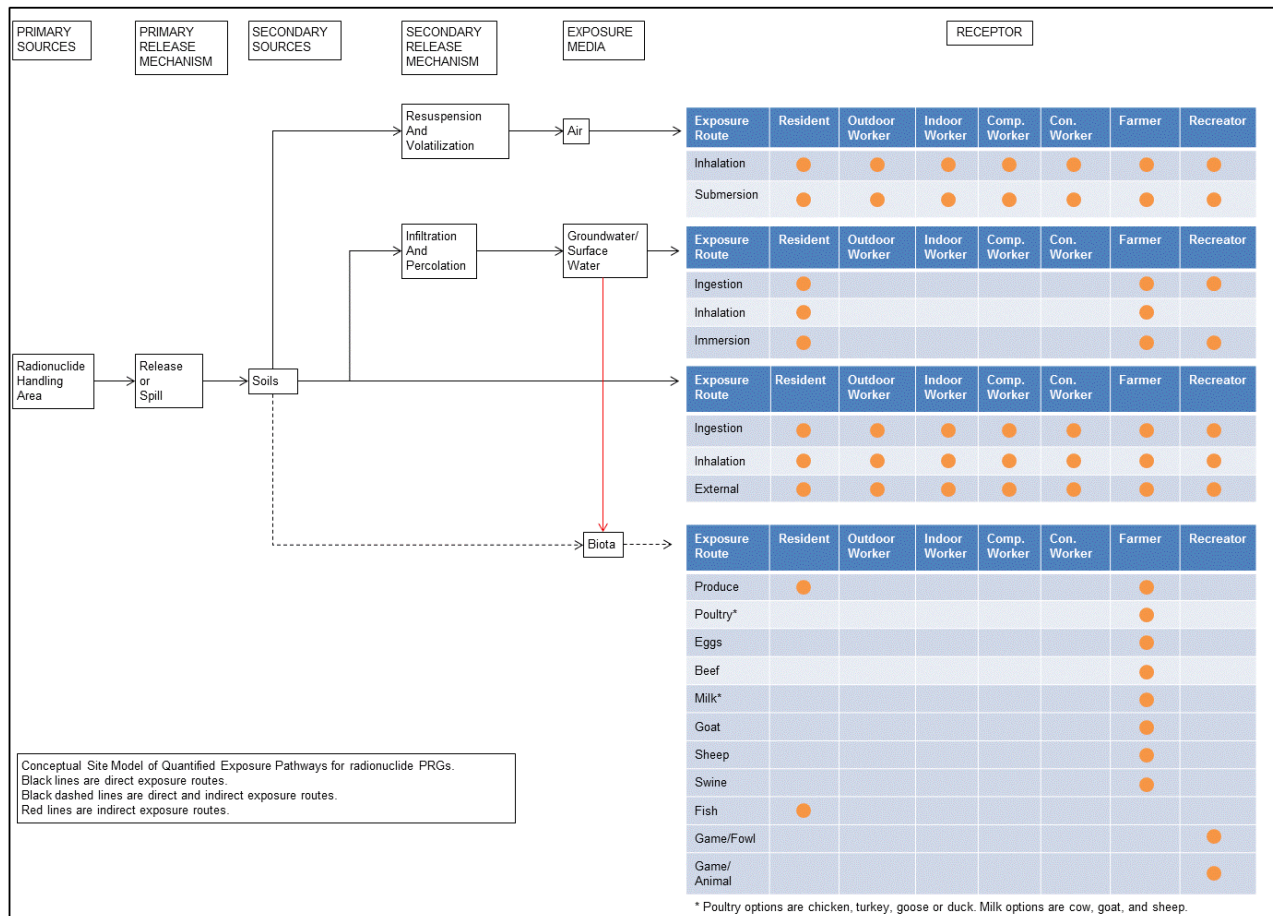 PRIMARY
SOURCES
PRIMARY
RELEASE
MECHANISM
SECONDARY
SOURCES
SECONDARY
RELEASE
MECHANISM
EXPOSURE
MEDIA
RECEPTOR
Resuspension
And
Volatilization
Air
Exposure
Route
Resident
Outdoor
Worker
Indoor
Worker
Comp.
Worker
Con.
Worker
Farmer
Recreator
Inhalation
Submersion
Infiltration
And
Percolation
Groundwater/
Surface
Water
Exposure
Route
Resident
Outdoor
Worker
Indoor
Worker
Comp.
Worker
Con.
Worker
Farmer
Recreator
Ingestion
Inhalation
Immersion
Radionuclide
Handling
Area
Release
or
Spill
Soils
Exposure
Route
Resident
Outdoor
Worker
Indoor
Worker
Comp.
Worker
Con.
Worker
Farmer
Recreator
Ingestion
Inhalation
External
Biota
Exposure
Route
Resident
Outdoor
Worker
Indoor
Worker
Comp.
Worker
Con.
Worker
Farmer
Recreator
Produce
Poultry*
Eggs
Beef
Milk*
Goat
Sheep
Swine
Fish
Game/Fowl
Game/
Animal
Conceptual Site Model of Quantified Exposure Pathways for radionuclide PRGs.
Black lines are direct exposure routes.
Black dashed lines are direct and indirect exposure routes.
Red lines are indirect exposure routes.
* Poultry options are chicken, turkey, goose or duck. Milk options are cow, goat, and sheep.